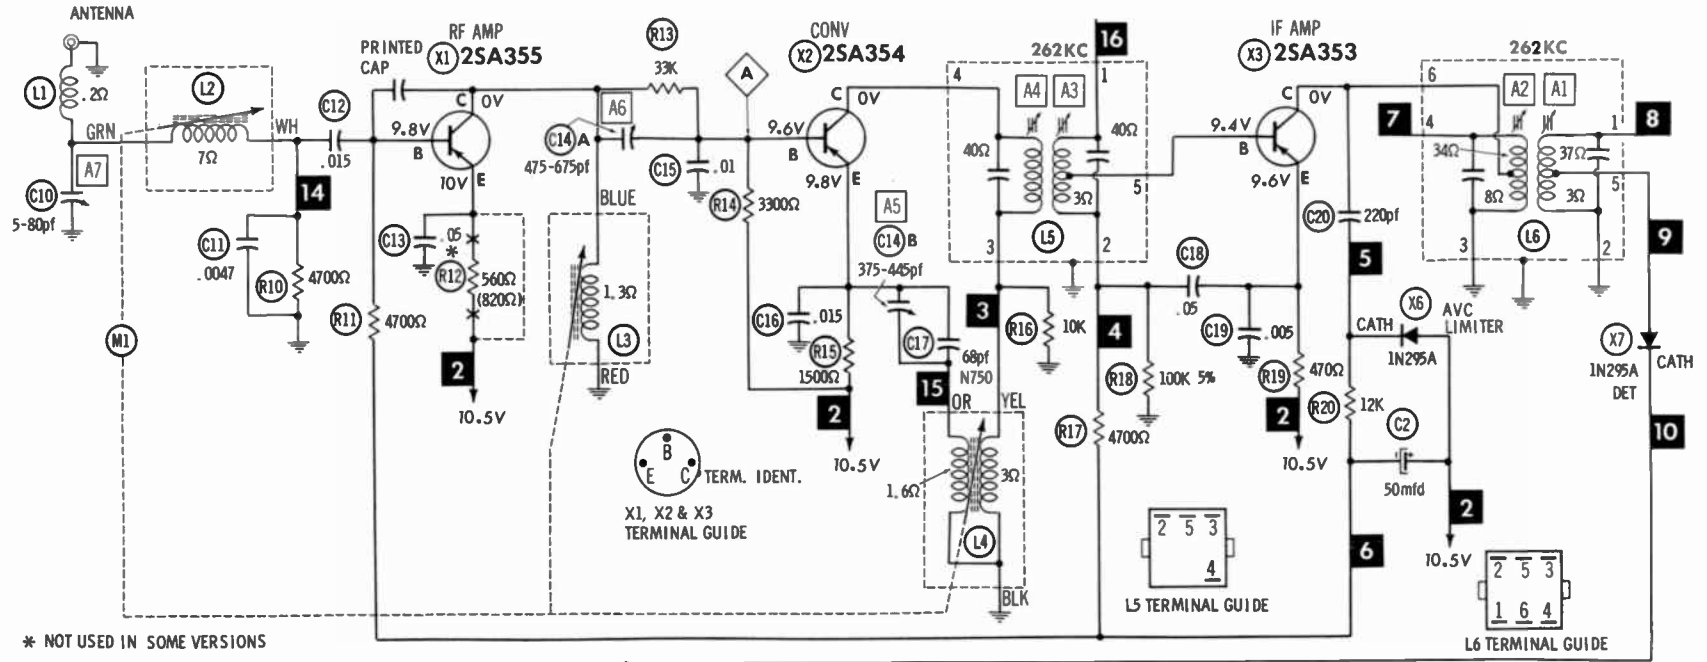 ANTENNA
L1
.2Ω
GRN
A7
C10
5-80pf
L2
7Ω
WH
C12
.015
14
C11
.0047
R10
4700Ω
M1
PRINTED
CAP
RF AMP
X1 2SA355
C
0V
9.8V
B
10V
E
C13
.05
*
R12
560Ω
(820Ω)
R11
4700Ω
2
10.5V
R13
33K
A6
C14 A
475-675pf
BLUE
1.3Ω
L3
RED
C15
.01
A
R14
3300Ω
CONV
X2 2SA354
C
0V
9.6V
B
9.8V
E
A5
C14 B
375-445pf
C16
.015
R15
1500Ω
C17
68pf
N750
15
2
10.5V
OR
YEL
1.6Ω
3Ω
L4
BLK
B
E
C
TERM. IDENT.
X1, X2 & X3
TERMINAL GUIDE
262KC
16
4
1
A4
A3
40Ω
40Ω
3Ω
5
3
L5
2
3
R16
10K
4
R17
4700Ω
R18
100K 5%
C18
.05
C19
.005
IF AMP
X3 2SA353
C
0V
9.4V
B
9.6V
E
R19
470Ω
2
10.5V
C20
220pf
5
CATH
X6
AVC
LIMITER
1N295A
R20
12K
C2
50mfd
2
10.5V
6
262KC
6
A2
A1
7
4
34Ω
8Ω
37Ω
3Ω
1
8
5
3
L6
2
9
X7
1N295A
DET
CATH
10
2 5 3
4
L5 TERMINAL GUIDE
2 5 3
1 6 4
L6 TERMINAL GUIDE
* NOT USED IN SOME VERSIONS